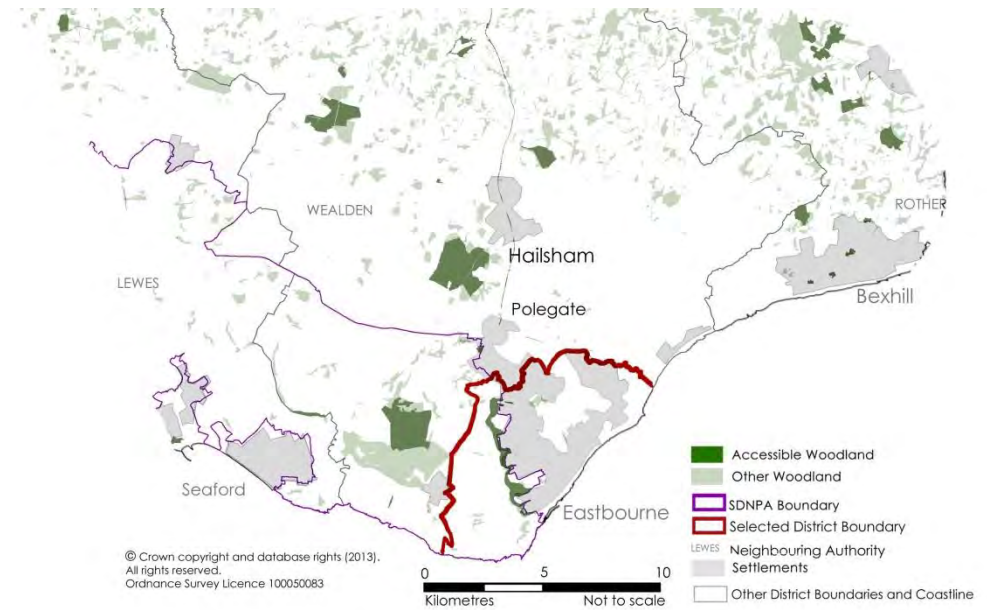 WEALDEN
ROTHER
Hailsham
LEWES
Bexhill
Polegate
Seaford
Eastbourne
Accessible Woodland
Other Woodland
SDNPA Boundary
Selected District Boundary
LEWES Neighbouring Authority
Settlements
Other District Boundaries and Coastline
© Crown copyright and database rights (2013).
All rights reserved.
Ordnance Survey Licence 100050083
0 5 10
Kilometres Not to scale